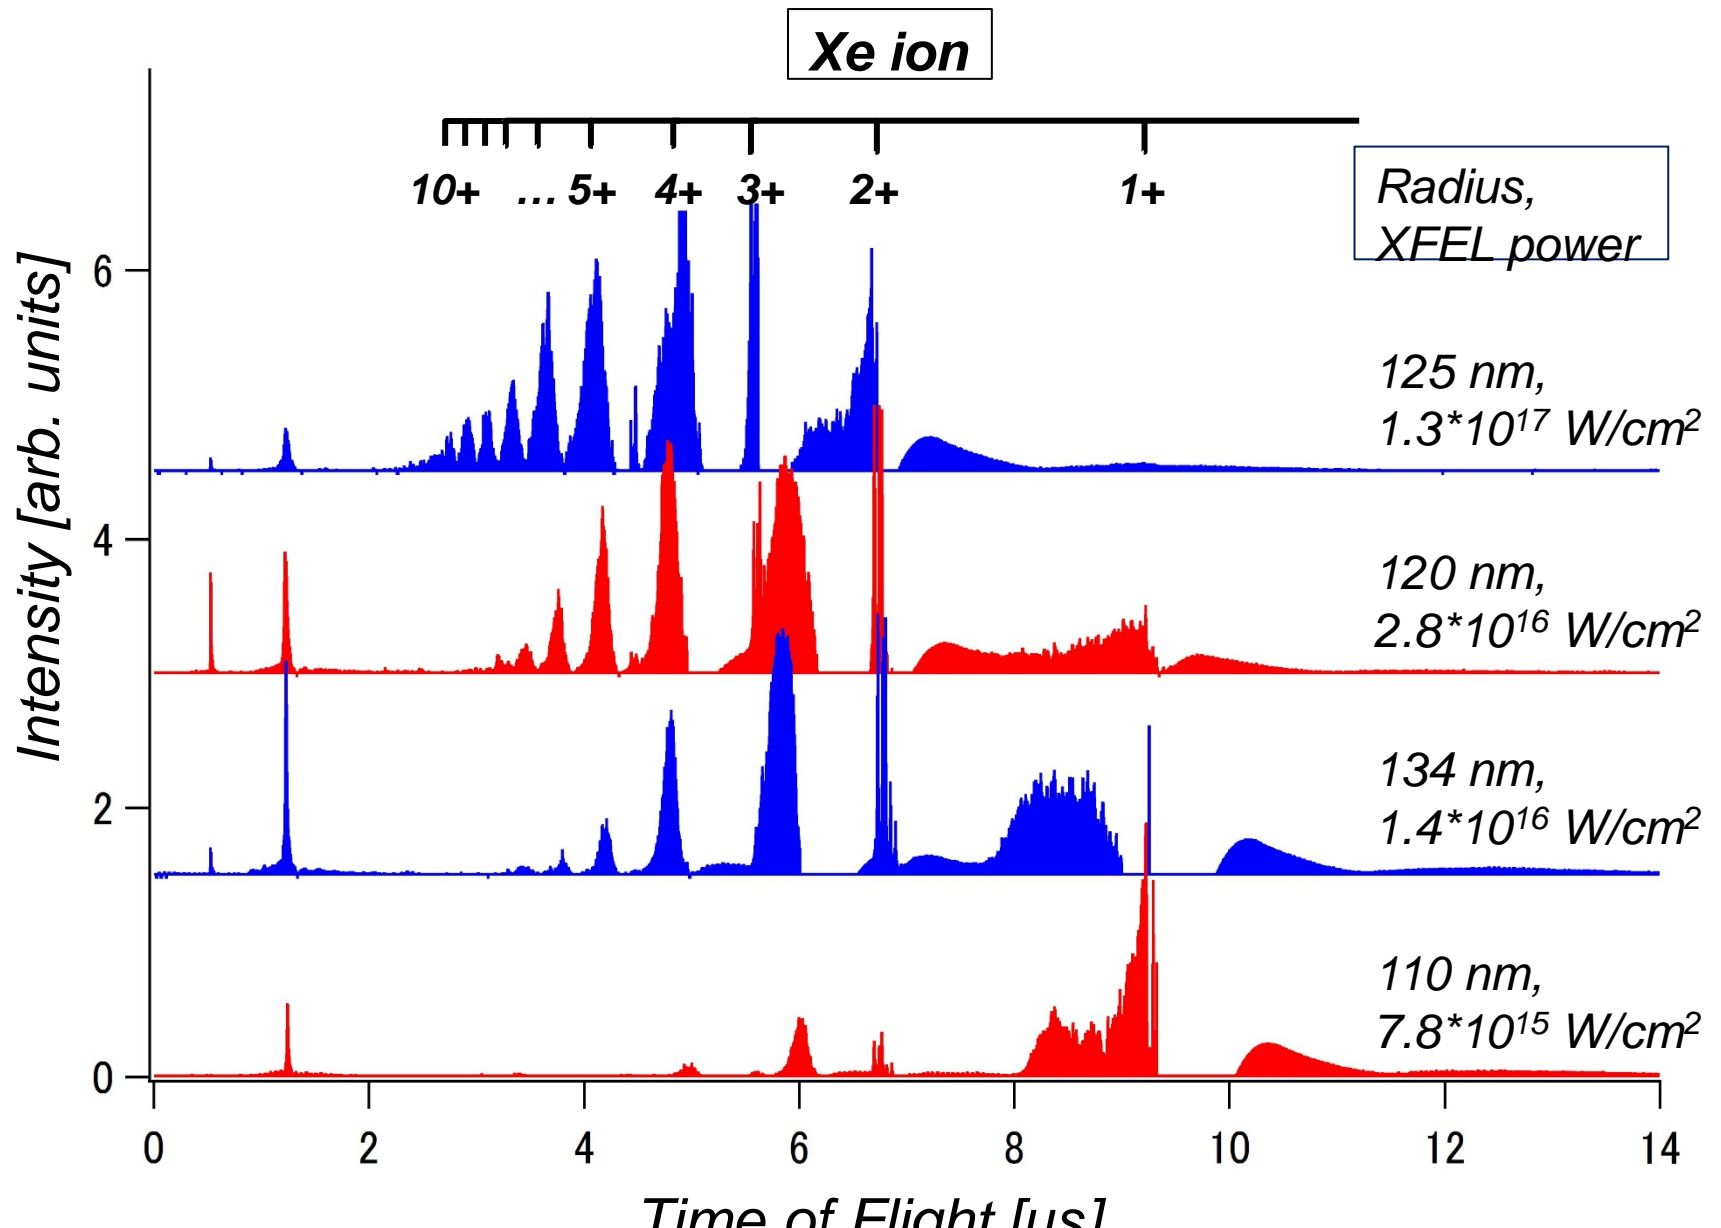 Xe ion
10+ ... 5+ 4+ 3+ 2+ 1+
Radius,
XFEL power
Intensity [arb. units]
6
4
2
0
125 nm,
1.3*10¹⁷ W/cm²
120 nm,
2.8*10¹⁶ W/cm²
134 nm,
1.4*10¹⁶ W/cm²
110 nm,
7.8*10¹⁵ W/cm²
0 2 4 6 8 10 12 14
Time of Flight [us]